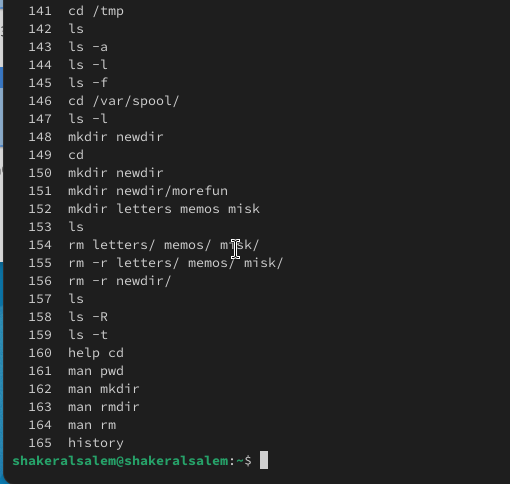 141 cd /tmp
142 ls
143 ls -a
144 ls -l
145 ls -f
146 cd /var/spool/
147 ls -l
148 mkdir newdir
149 cd
150 mkdir newdir
151 mkdir newdir/morefun
152 mkdir letters memos misk
153 ls
154 rm letters/ memos/ misk/
155 rm -r letters/ memos/ misk/
156 rm -r newdir/
157 ls
158 ls -R
159 ls -t
160 help cd
161 man pwd
162 man mkdir
163 man rmdir
164 man rm
165 history
shakeralsalem@shakeralsalem:~$